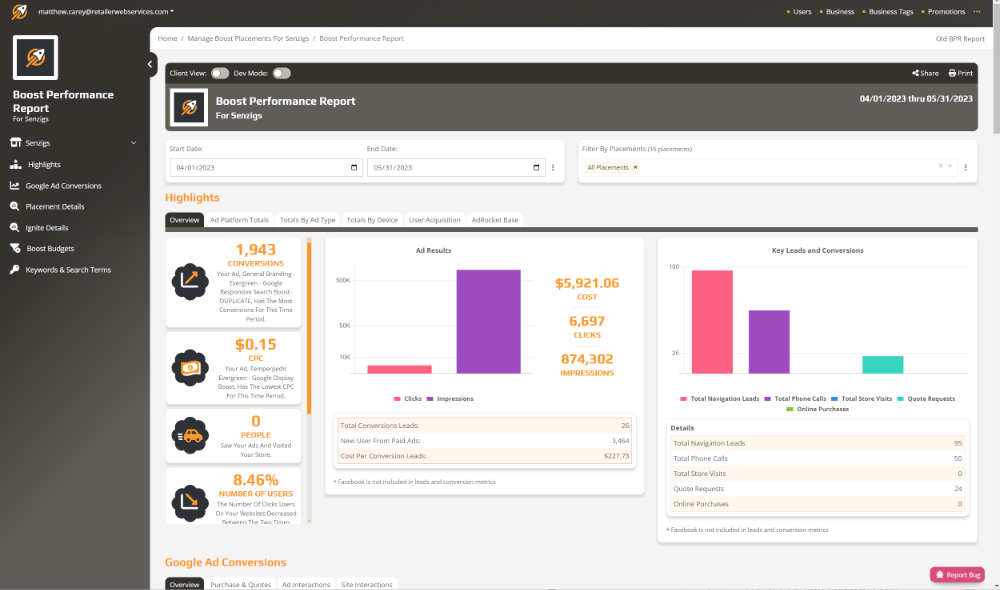 matthew.carey@retailerwebservices.com
Users Business Business Tags Promotions
Home / Manage Boost Placements For Senzigs / Boost Performance Report
Old BPR Report
Boost Performance
Report
For Senzigs
Senzigs
Highlights
Google Ad Conversions
Placement Details
Ignite Details
Boost Budgets
Keywords & Search Terms
Client View: Dev Mode:
Share Print
Boost Performance Report
For Senzigs
04/01/2023 thru 05/31/2023
Start Date:
04/01/2023
End Date:
05/31/2023
Filter By Placements (16 placements)
All Placements ×
Highlights
Overview Ad Platform Totals Totals By Ad Type Totals By Device User Acquisition AdRocket Base
1,943
CONVERSIONS
Your Ad, General Branding -
Evergreen - Google
Responsive Search Boost-
DUPLICATE, Has The Most
Conversions For This Time
Period.
$0.15
CPC
Your Ad, Temperpedic
Evergreen - Google Display
Boost, Has The Lowest CPC
For This Time Period.
0
PEOPLE
Saw Your Ads And Visited
Your Store.
8.46%
NUMBER OF USERS
The Number Of Clicks Users
On Your Websites Decreased
Between The Two Times
Ad Results
500K
50K
10K
Clicks Impressions
$5,921.06
COST
6,697
CLICKS
874,302
IMPRESSIONS
Total Conversions Leads: 26
New User From Paid Ads: 3,464
Cost Per Conversion Leads: $227.73
* Facebook is not included in leads and conversion metrics
Key Leads and Conversions
100
25
Total Navigation Leads Total Phone Calls Total Store Visits Quote Requests
Online Purchases
Details
Total Navigation Leads 95
Total Phone Calls 50
Total Store Visits 0
Quote Requests 24
Online Purchases 0
* Facebook is not included in leads and conversion metrics
Google Ad Conversions
Overview Purchase & Quotes Ad Interactions Site Interactions
Report Bug